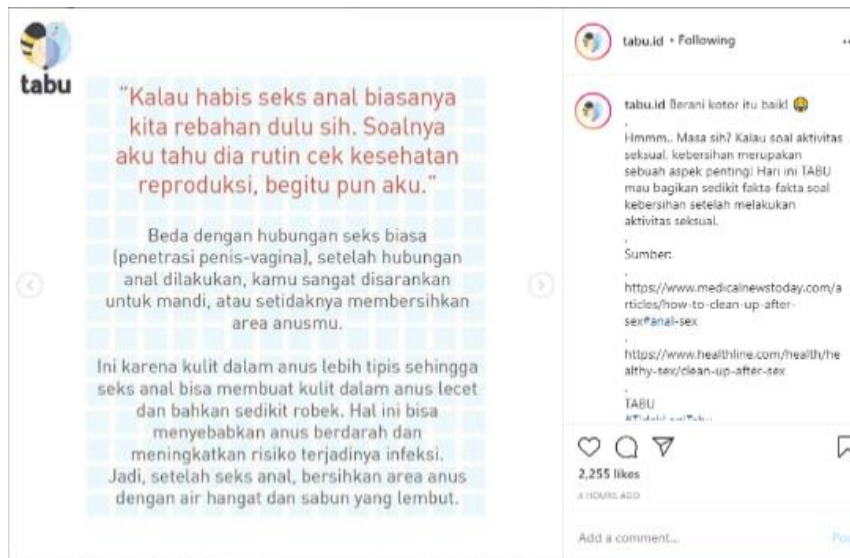 tabu
"Kalau habis seks anal biasanya
kita rebahan dulu sih. Soalnya
aku tahu dia rutin cek kesehatan
reproduksi, begitu pun aku."
Beda dengan hubungan seks biasa
(penetrasi penis-vagina), setelah hubungan
anal dilakukan, kamu sangat disarankan
untuk mandi, atau setidaknya membersihkan
area anusmu.
Ini karena kulit dalam anus lebih tipis sehingga
seks anal bisa membuat kulit dalam anus lecet
dan bahkan sedikit robek. Hal ini bisa
menyebabkan anus berdarah dan
meningkatkan risiko terjadinya infeksi.
Jadi, setelah seks anal, bersihkan area anus
dengan air hangat dan sabun yang lembut.
tabu.id • Following
tabu.id Berani kotor itu baik!
.
Hmmm.. Masa sih? Kalau soal aktivitas
seksual, kebersihan merupakan
sebuah aspek penting! Hari ini TABU
mau bagikan sedikit fakta-fakta soal
kebersihan setelah melakukan
aktivitas seksual.
.
Sumber:
.
https://www.medicalnewstoday.com/a
rticles/how-to-clean-up-after-
sex#anal-sex
.
https://www.healthline.com/health/he
althy-sex/clean-up-after-sex
.
TABU
2,255 likes
4 HOURS AGO
Add a comment...